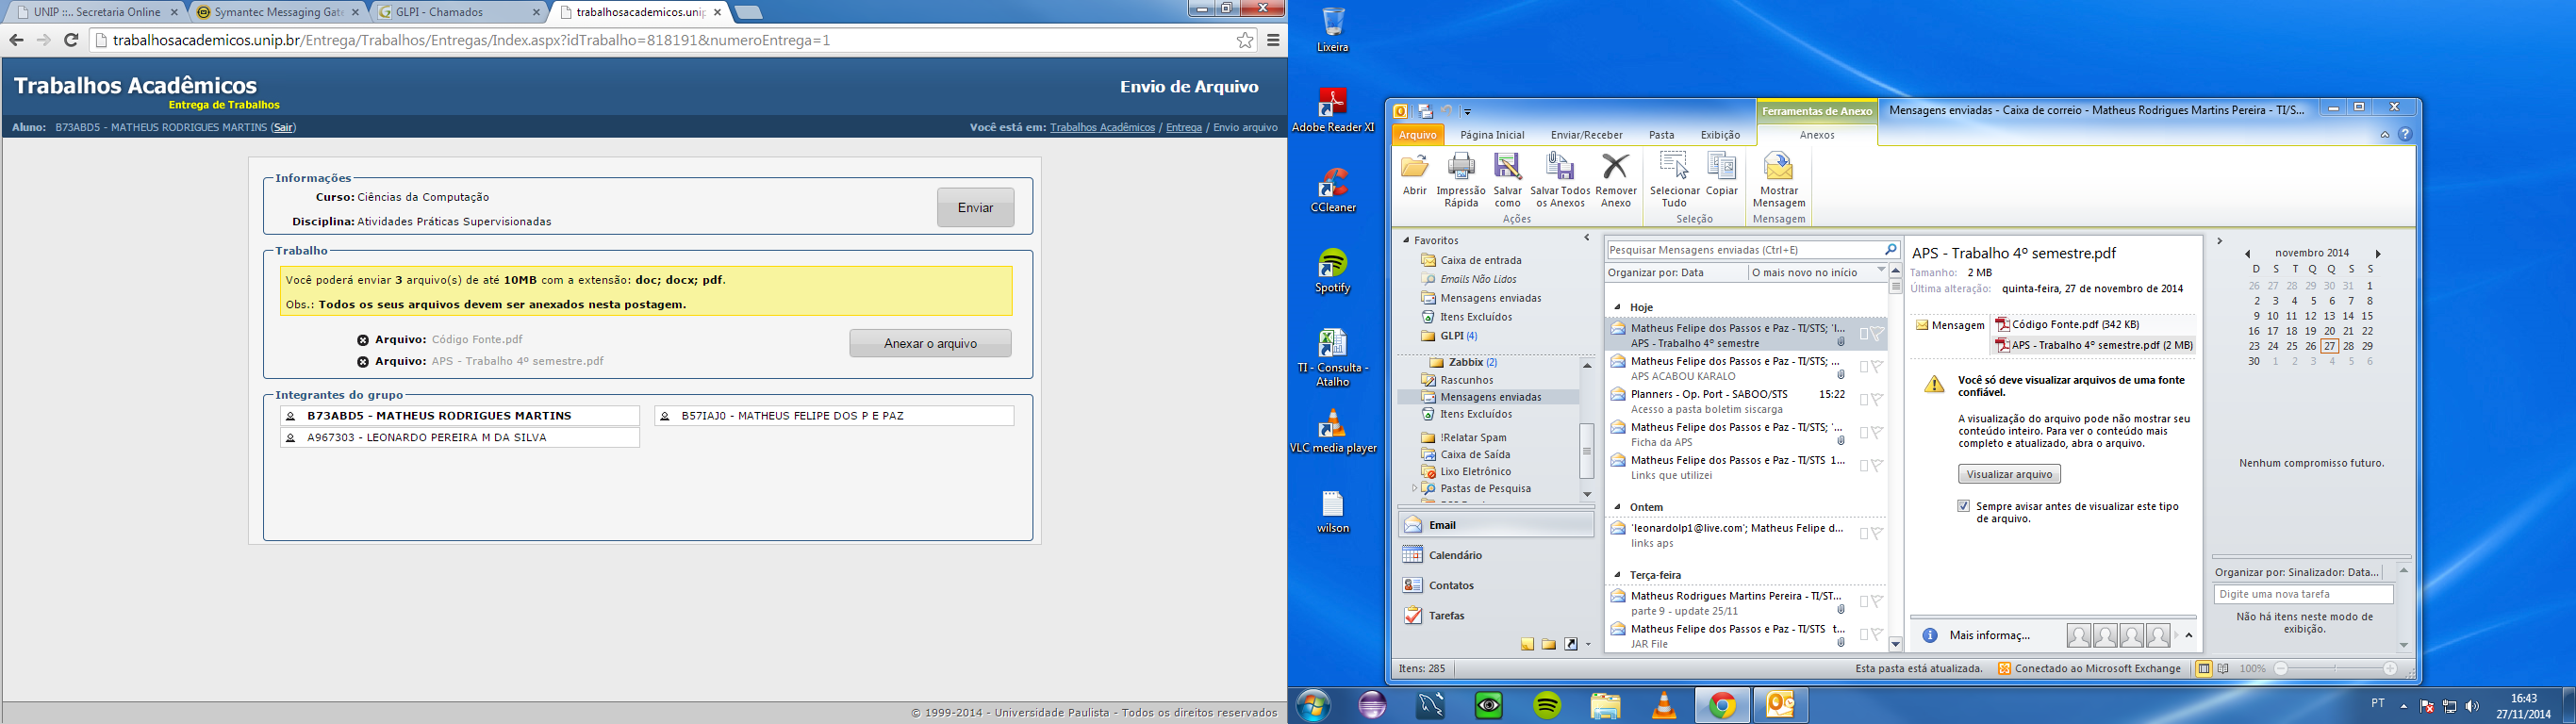 UNIP ::.. Secretaria Online
Symantec Messaging Gate
GLPI - Chamados
trabalhosacademicos.unip
trabalhosacademicos.unip.br/Entrega/Trabalhos/Entregas/Index.aspx?idTrabalho=818191&numeroEntrega=1
Trabalhos Acadêmicos
Entrega de Trabalhos
Envio de Arquivo
Aluno: B73ABD5 - MATHEUS RODRIGUES MARTINS (Sair)
Você está em: Trabalhos Acadêmicos / Entrega / Envio arquivo
Informações
Curso: Ciências da Computação
Disciplina: Atividades Práticas Supervisionadas
Enviar
Trabalho
Você poderá enviar 3 arquivo(s) de até 10MB com a extensão: doc; docx; pdf.
Obs.: Todos os seus arquivos devem ser anexados nesta postagem.
Arquivo: Código Fonte.pdf
Arquivo: APS - Trabalho 4º semestre.pdf
Anexar o arquivo
Integrantes do grupo
B73ABD5 - MATHEUS RODRIGUES MARTINS
B57IAJ0 - MATHEUS FELIPE DOS P E PAZ
A967303 - LEONARDO PEREIRA M DA SILVA
© 1999-2014 - Universidade Paulista - Todos os direitos reservados
Lixeira
Adobe Reader XI
CCleaner
Spotify
TI - Consulta -
Atalho
VLC media player
wilson
Ferramentas de Anexo
Mensagens enviadas - Caixa de correio - Matheus Rodrigues Martins Pereira - TI/S...
Arquivo
Página Inicial
Enviar/Receber
Pasta
Exibição
Anexos
Abrir
Impressão
Rápida
Salvar
como
Salvar Todos
os Anexos
Remover
Anexo
Selecionar
Tudo
Copiar
Mostrar
Mensagem
Ações
Seleção
Mensagem
Favoritos
Caixa de entrada
Emails Não Lidos
Mensagens enviadas
Itens Excluídos
GLPI (4)
Zabbix (2)
Rascunhos
Mensagens enviadas
Itens Excluídos
!Relatar Spam
Caixa de Saída
Lixo Eletrônico
Pastas de Pesquisa
Email
Calendário
Contatos
Tarefas
Pesquisar Mensagens enviadas (Ctrl+E)
Organizar por: Data
O mais novo no início
Hoje
Matheus Felipe dos Passos e Paz - TI/STS; 'l...
APS - Trabalho 4º semestre
Matheus Felipe dos Passos e Paz - TI/STS; ...
APS ACABOU KARALO
Planners - Op. Port - SABOO/STS 15:22
Acesso a pasta boletim siscarga
Matheus Felipe dos Passos e Paz - TI/STS; '...
Ficha da APS
Matheus Felipe dos Passos e Paz - TI/STS 1...
Links que utilizei
Ontem
'leonardolp1@live.com'; Matheus Felipe d...
links aps
Terça-feira
Matheus Rodrigues Martins Pereira - TI/ST...
parte 9 - update 25/11
Matheus Felipe dos Passos e Paz - TI/STS t...
JAR File
APS - Trabalho 4º semestre.pdf
Tamanho: 2 MB
Última alteração: quinta-feira, 27 de novembro de 2014
Mensagem
Código Fonte.pdf (342 KB)
APS - Trabalho 4º semestre.pdf (2 MB)
Você só deve visualizar arquivos de uma fonte
confiável.
A visualização do arquivo pode não mostrar seu
conteúdo inteiro. Para ver o conteúdo mais
completo e atualizado, abra o arquivo.
Visualizar arquivo
Sempre avisar antes de visualizar este tipo
de arquivo.
Mais informaç...
novembro 2014
D S T Q Q S S
26 27 28 29 30 31 1
2 3 4 5 6 7 8
9 10 11 12 13 14 15
16 17 18 19 20 21 22
23 24 25 26 27 28 29
30 1 2 3 4 5 6
Nenhum compromisso futuro.
Organizar por: Sinalizador: Data...
Digite uma nova tarefa
Não há itens neste modo de
exibição.
Itens: 285
Esta pasta está atualizada.
Conectado ao Microsoft Exchange
100%
PT
16:43
27/11/2014